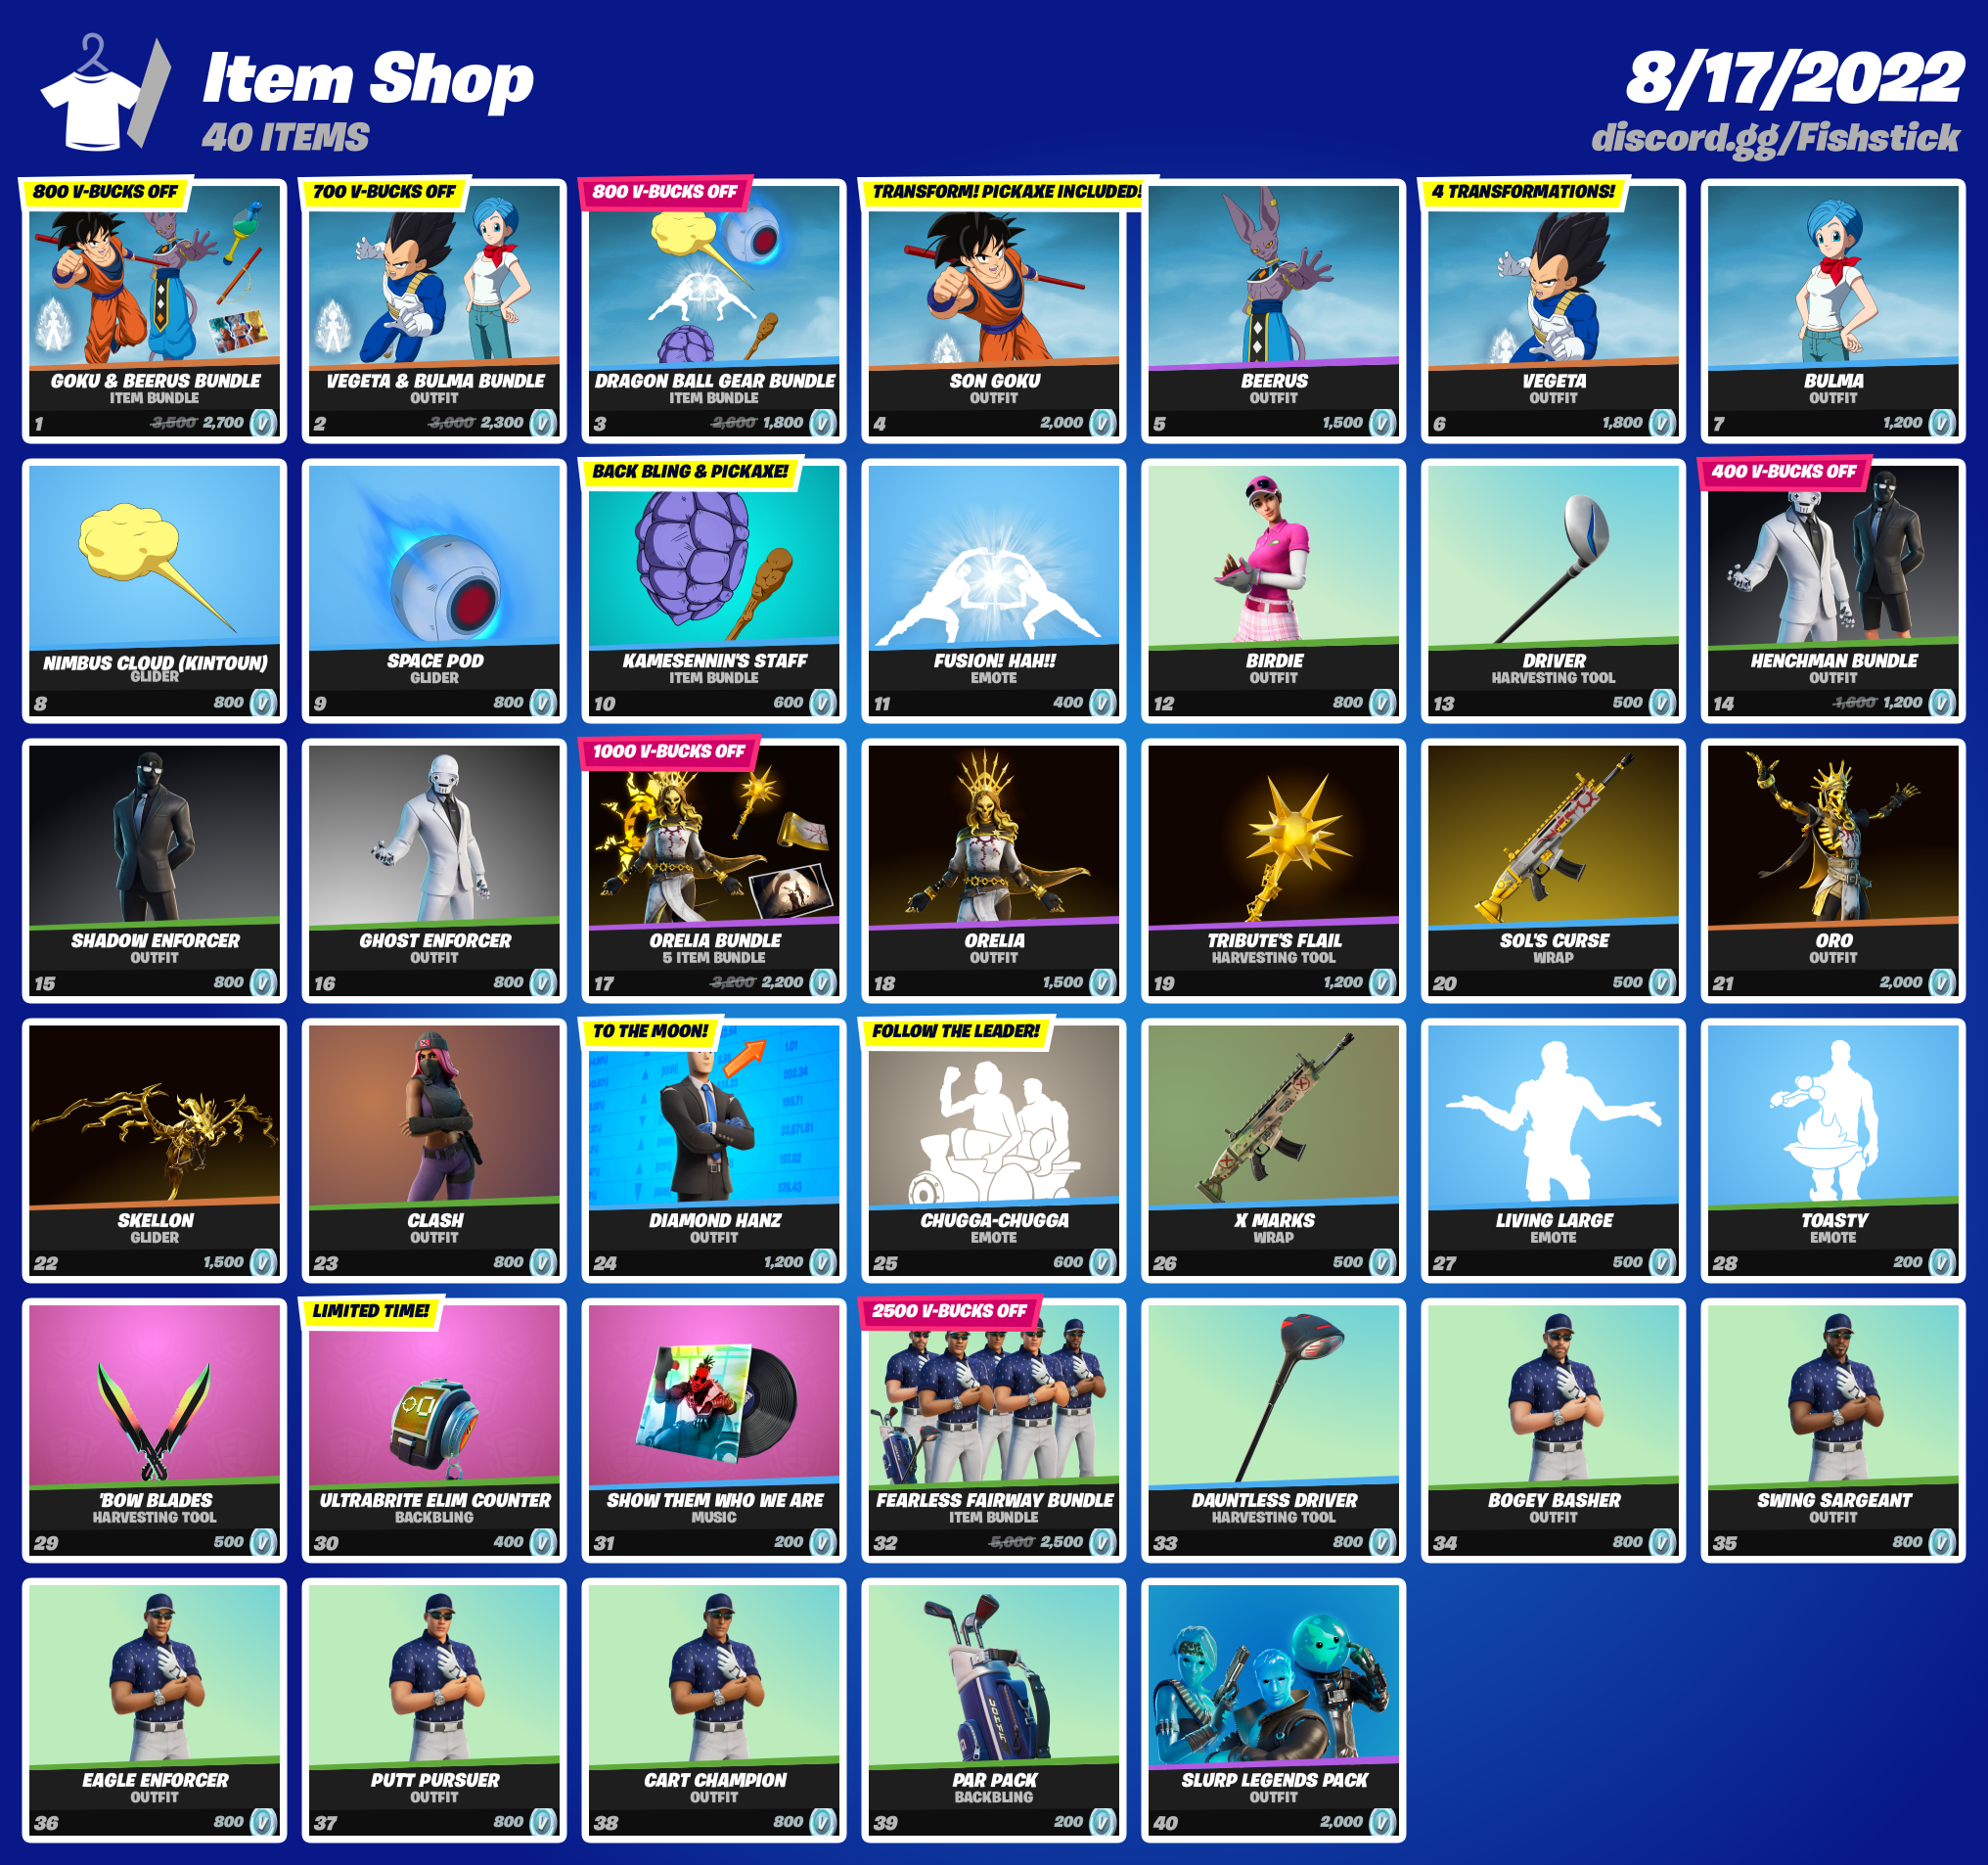 Item Shop
40 ITEMS
8/17/2022
discord.gg/Fishstick
800 V-BUCKS OFF
GOKU & BEERUS BUNDLE
ITEM BUNDLE
1 3,500 2,700
700 V-BUCKS OFF
VEGETA & BULMA BUNDLE
OUTFIT
2 3,000 2,300
800 V-BUCKS OFF
DRAGON BALL GEAR BUNDLE
ITEM BUNDLE
3 2,600 1,800
TRANSFORM! PICKAXE INCLUDED!
SON GOKU
OUTFIT
4 2,000
BEERUS
OUTFIT
5 1,500
4 TRANSFORMATIONS!
VEGETA
OUTFIT
6 1,800
BULMA
OUTFIT
7 1,200
NIMBUS CLOUD (KINTOUN)
GLIDER
8 800
SPACE POD
GLIDER
9 800
BACK BLING & PICKAXE!
KAMESENNIN'S STAFF
ITEM BUNDLE
10 600
FUSION! HAH!!
EMOTE
11 400
BIRDIE
OUTFIT
12 800
DRIVER
HARVESTING TOOL
13 500
400 V-BUCKS OFF
HENCHMAN BUNDLE
OUTFIT
14 1,600 1,200
SHADOW ENFORCER
OUTFIT
15 800
GHOST ENFORCER
OUTFIT
16 800
1000 V-BUCKS OFF
ORELIA BUNDLE
5 ITEM BUNDLE
17 3,200 2,200
ORELIA
OUTFIT
18 1,500
TRIBUTE'S FLAIL
HARVESTING TOOL
19 1,200
SOL'S CURSE
WRAP
20 500
ORO
OUTFIT
21 2,000
SKELLON
GLIDER
22 1,500
CLASH
OUTFIT
23 800
TO THE MOON!
DIAMOND HANZ
OUTFIT
24 1,200
FOLLOW THE LEADER!
CHUGGA-CHUGGA
EMOTE
25 600
X MARKS
WRAP
26 500
LIVING LARGE
EMOTE
27 500
TOASTY
EMOTE
28 200
'BOW BLADES
HARVESTING TOOL
29 500
LIMITED TIME!
ULTRABRITE ELIM COUNTER
BACKBLING
30 400
SHOW THEM WHO WE ARE
MUSIC
31 200
2500 V-BUCKS OFF
FEARLESS FAIRWAY BUNDLE
ITEM BUNDLE
32 5,000 2,500
DAUNTLESS DRIVER
HARVESTING TOOL
33 800
BOGEY BASHER
OUTFIT
34 800
SWING SARGEANT
OUTFIT
35 800
EAGLE ENFORCER
OUTFIT
36 800
PUTT PURSUER
OUTFIT
37 800
CART CHAMPION
OUTFIT
38 800
PAR PACK
BACKBLING
39 200
SLURP LEGENDS PACK
OUTFIT
40 2,000